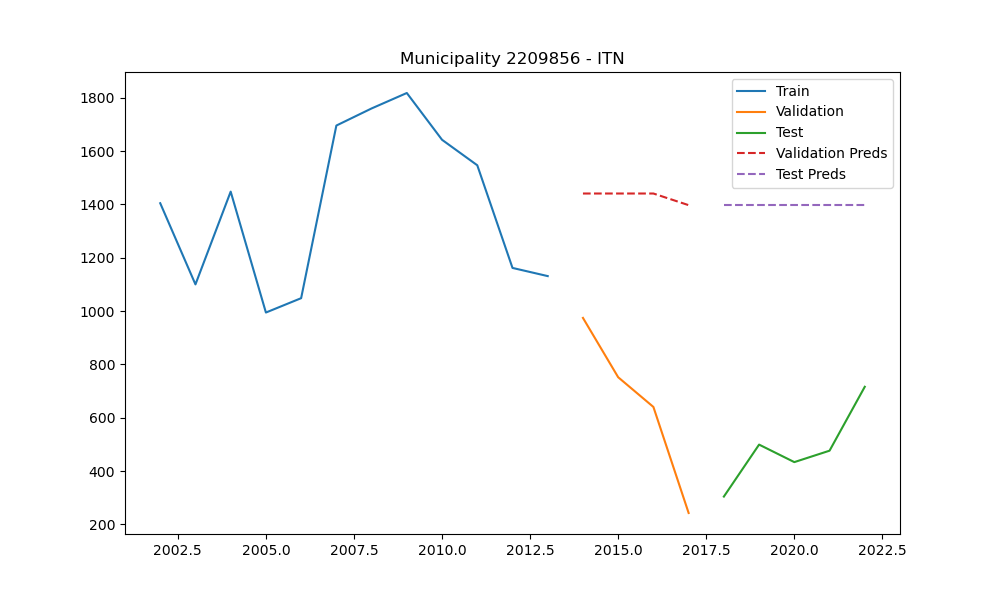 Municipality 2209856 - ITN
Train
Validation
Test
Validation Preds
Test Preds
1800
1600
1400
1200
1000
800
600
400
200
2002.5 2005.0 2007.5 2010.0 2012.5 2015.0 2017.5 2020.0 2022.5